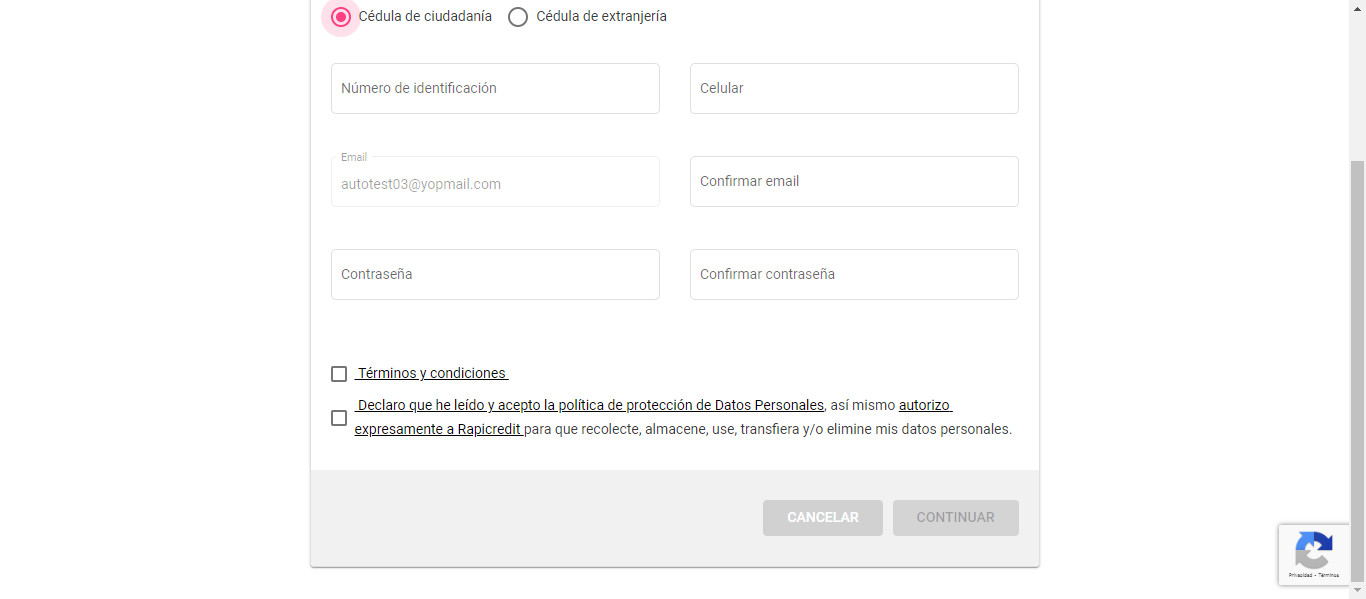 Cédula de ciudadanía Cédula de extranjería
Número de identificación Celular
Email
autotest03@yopmail.com Confirmar email
Contraseña Confirmar contraseña
Términos y condiciones
Declaro que he leído y acepto la política de protección de Datos Personales, así mismo autorizo
expresamente a Rapicredit para que recolecte, almacene, use, transfiera y/o elimine mis datos personales.
CANCELAR CONTINUAR
Privacidad - Términos